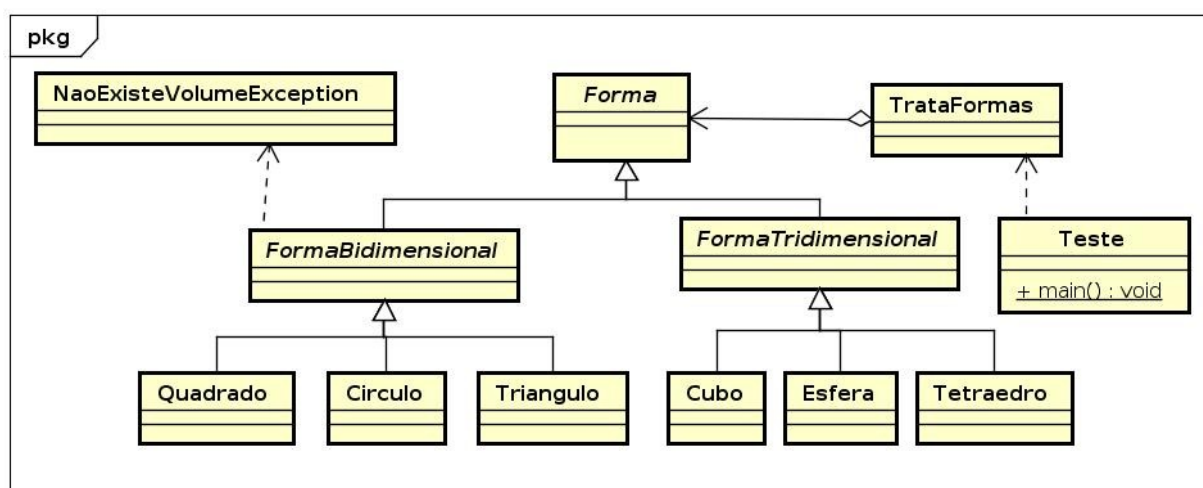 pkg
NaoExisteVolumeException
Forma
TrataFormas
FormaBidimensional
FormaTridimensional
Teste
+ main() : void
Quadrado
Circulo
Triangulo
Cubo
Esfera
Tetraedro